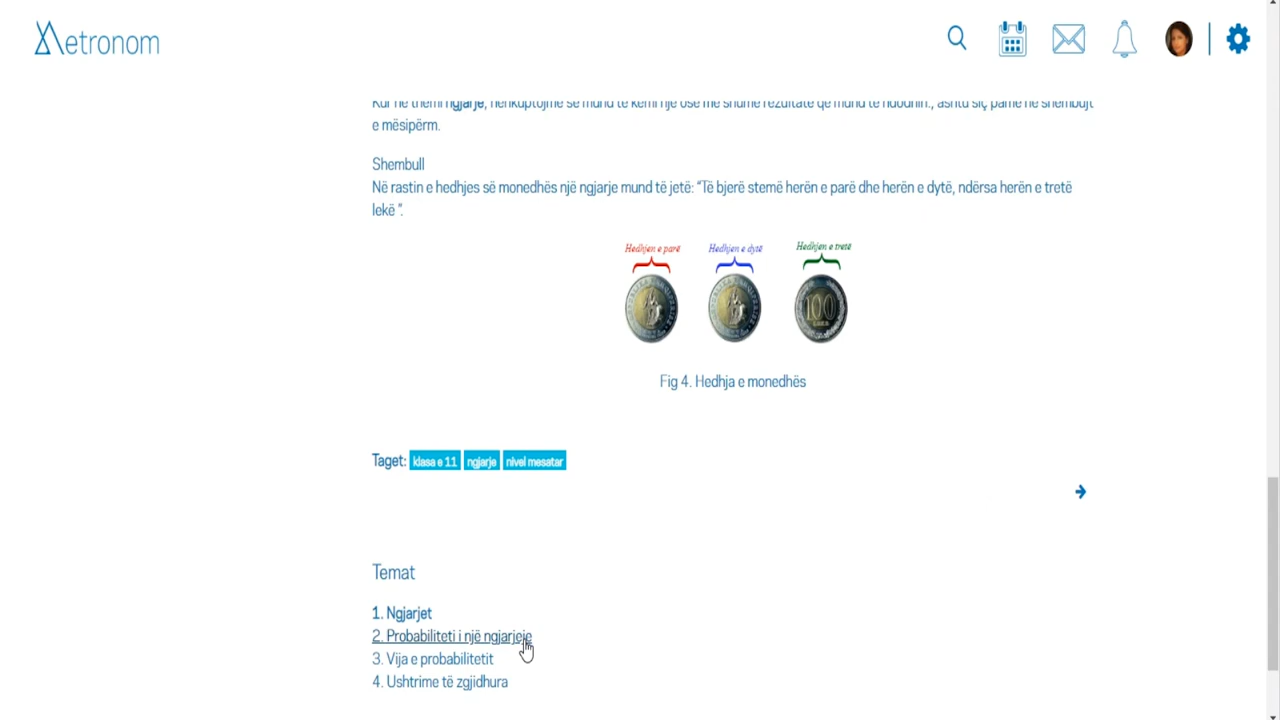 etronom
Kur ne themi ngjarje, nënkuptojmë se mund të kemi një ose më shumë rezultate që mund të ndodhin., ashtu siç pamë në shembujt
e mësipërm.
Shembull
Në rastin e hedhjes së monedhës një ngjarje mund të jetë: “Të bjerë stemë herën e parë dhe herën e dytë, ndërsa herën e tretë
lekë ”.
Hedhjen e parë Hedhjen e dytë Hedhjen e tretë
100
Fig 4. Hedhja e monedhës
Taget: klasa e 11 ngjarje nivel mesatar
Temat
1. Ngjarjet
2. Probabiliteti i një ngjarjeje
3. Vija e probabilitetit
4. Ushtrime të zgjidhura